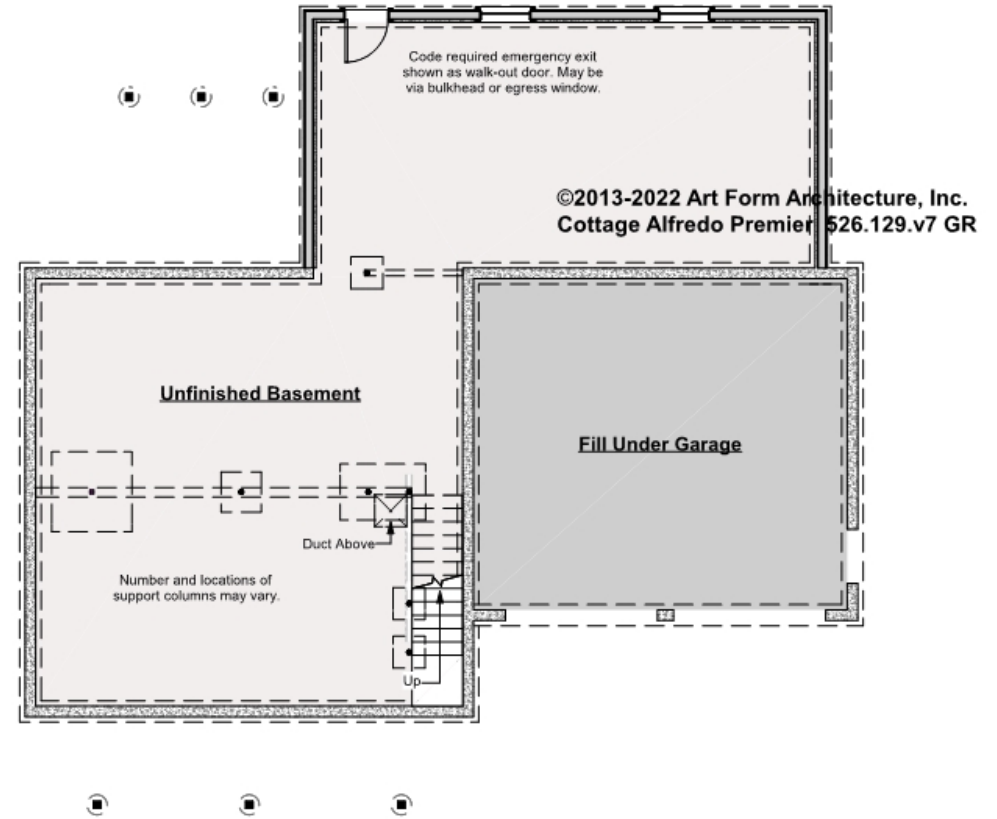 Code required emergency exit
shown as walk-out door. May be
via bulkhead or egress window.
©2013-2022 Art Form Architecture, Inc.
Cottage Alfredo Premier 526.129.v7 GR
Unfinished Basement
Fill Under Garage
Duct Above
Number and locations of
support columns may vary.
Up